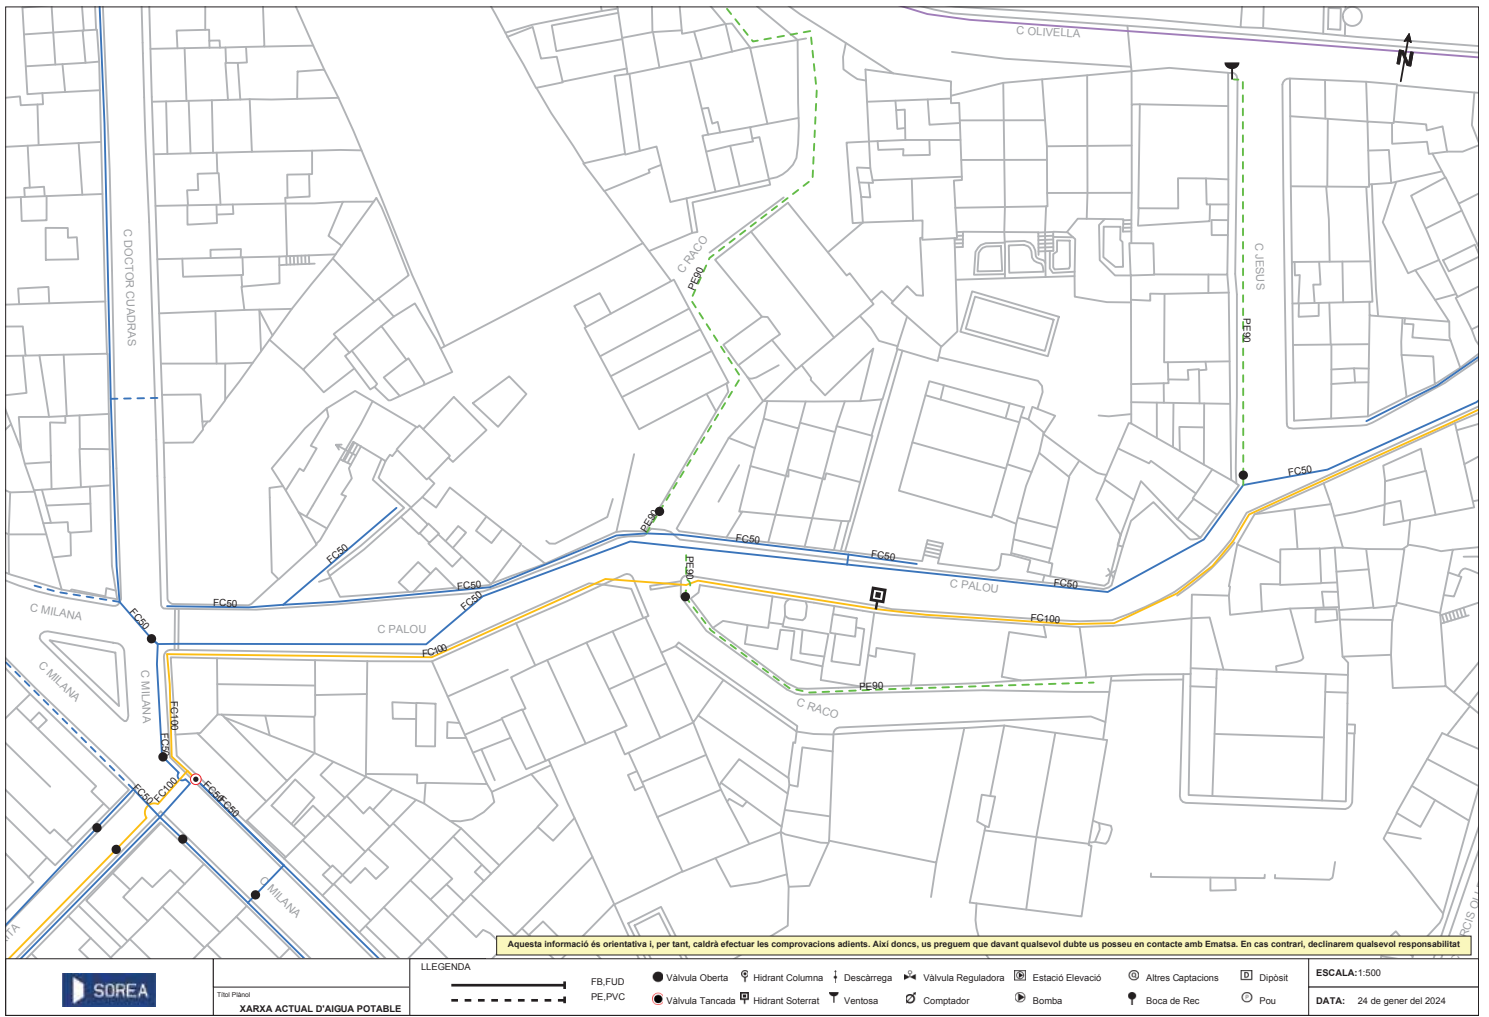 C OLIVELLA
N
C DOCTOR CUADRAS
C RACO
PE90
C JESUS
PE90
FC50
PE90
FC50
FC50
FC50
PE90
FC50
FC50
C PALOU
FC50
FC50
C MILANA
FC50
C PALOU
FC100
FC100
C MILANA
C MILANA
FC100
FC50
PE90
C RACO
FC50
FC100
FC50
FC50
C MILANA
Aquesta informació és orientativa i, per tant, caldrà efectuar les comprovacions adients. Així doncs, us preguem que davant qualsevol dubte us posseu en contacte amb Ematsa. En cas contrari, declinarem qualsevol responsabilitat
SOREA
Títol Plànol
XARXA ACTUAL D'AIGUA POTABLE
LLEGENDA
FB,FUD
PE,PVC
Vàlvula Oberta
Hidrant Columna
Descàrrega
Vàlvula Reguladora
Estació Elevació
Altres Captacions
D Dipòsit
Vàlvula Tancada
Hidrant Soterrat
Ventosa
Comptador
Bomba
Boca de Rec
P Pou
ESCALA:1:500
DATA: 24 de gener del 2024